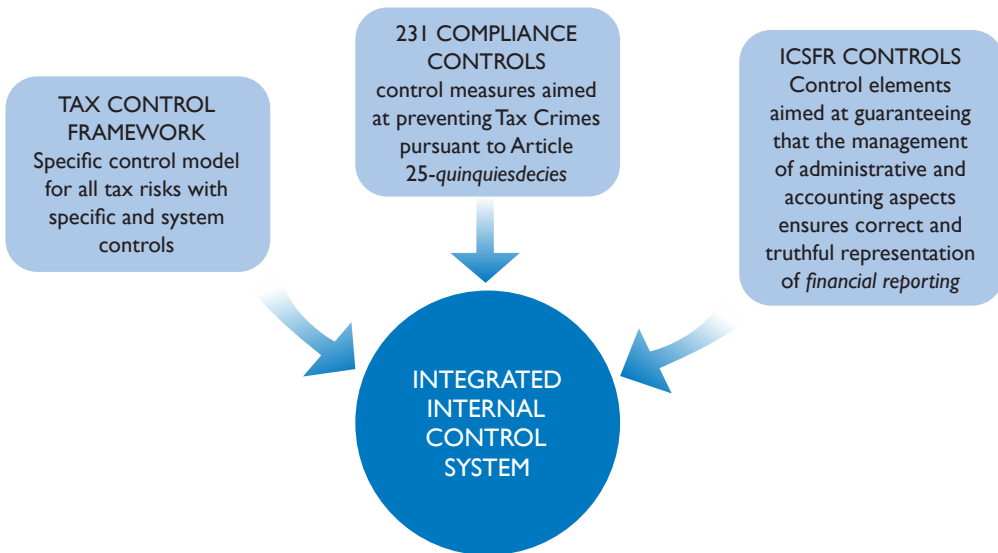 TAX CONTROL
FRAMEWORK
Specific control model
for all tax risks with
specific and system
controls
231 COMPLIANCE
CONTROLS
control measures aimed
at preventing Tax Crimes
pursuant to Article
25-quinquiesdecies
ICSFR CONTROLS
Control elements
aimed at guaranteeing
that the management
of administrative and
accounting aspects
ensures correct and
truthful representation
of financial reporting
INTEGRATED
INTERNAL
CONTROL
SYSTEM